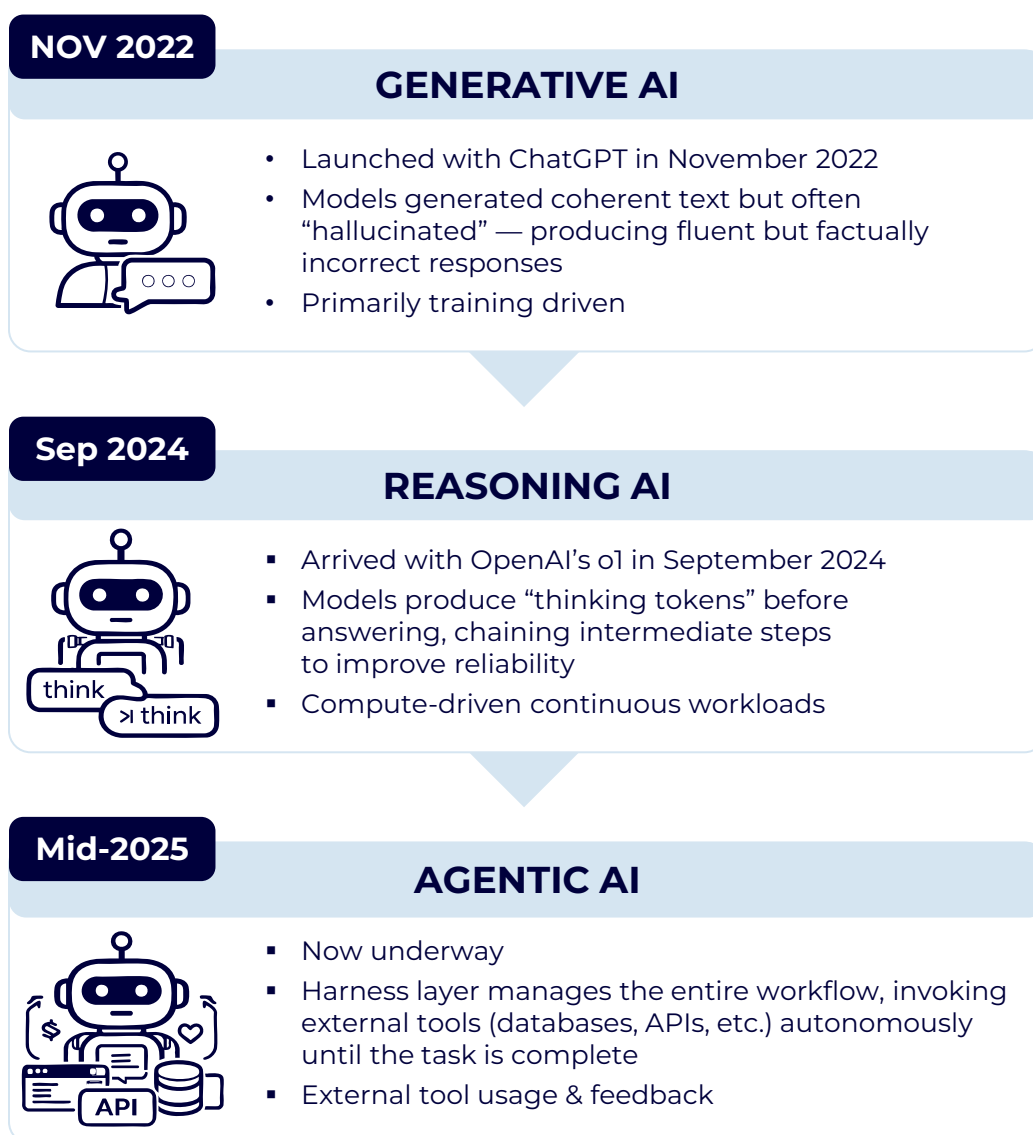 NOV 2022
GENERATIVE AI
• Launched with ChatGPT in November 2022
• Models generated coherent text but often
“hallucinated” — producing fluent but factually
incorrect responses
• Primarily training driven
Sep 2024
REASONING AI
▪ Arrived with OpenAI’s o1 in September 2024
▪ Models produce “thinking tokens” before
answering, chaining intermediate steps
to improve reliability
▪ Compute-driven continuous workloads
think
think
Mid-2025
AGENTIC AI
▪ Now underway
▪ Harness layer manages the entire workflow, invoking
external tools (databases, APIs, etc.) autonomously
until the task is complete
▪ External tool usage & feedback
$
API